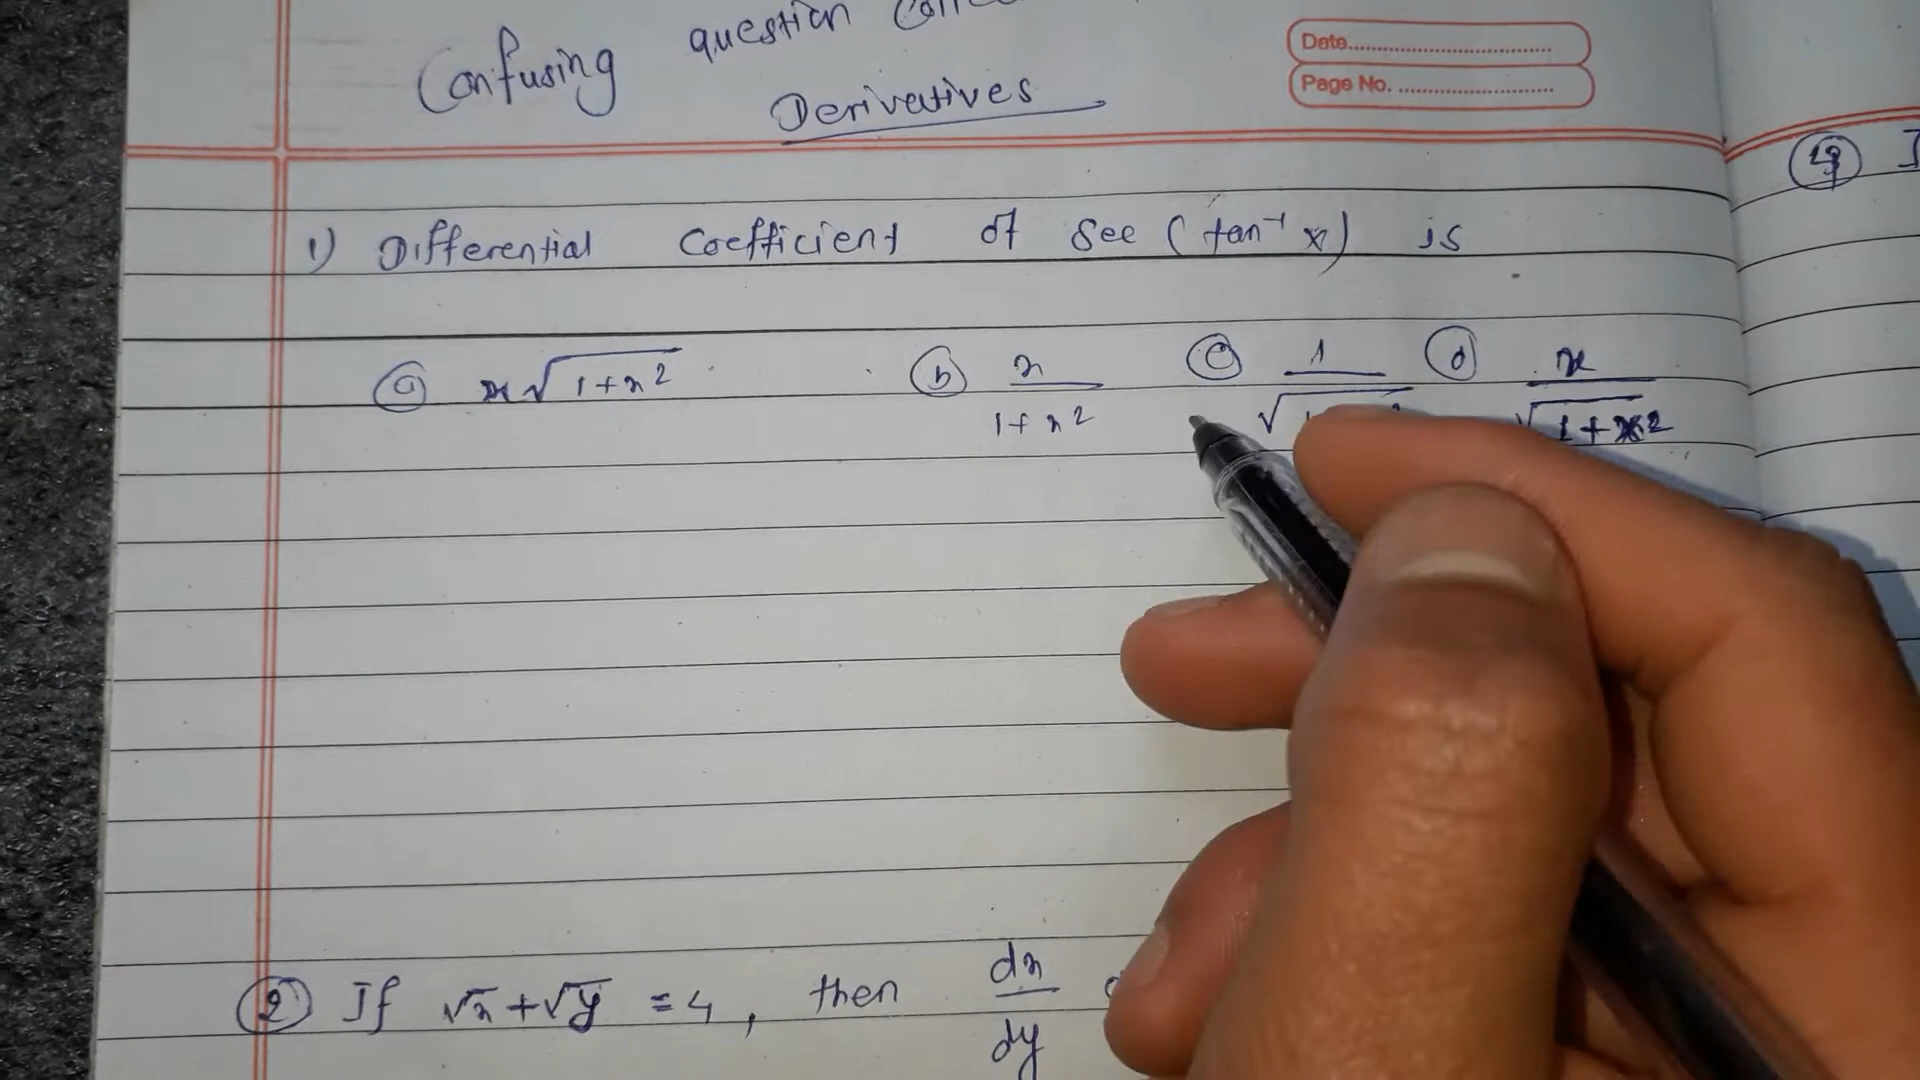 Confusing question
Derivatives
Date
Page No.
1) Differential Coefficient of Sec (tan⁻¹ x) is
ⓐ x√1+x² ⓑ x/1+x² ⓒ 1/√ ⓓ x/√1+x²
② If √x+√y = 4, then dx/dy
19